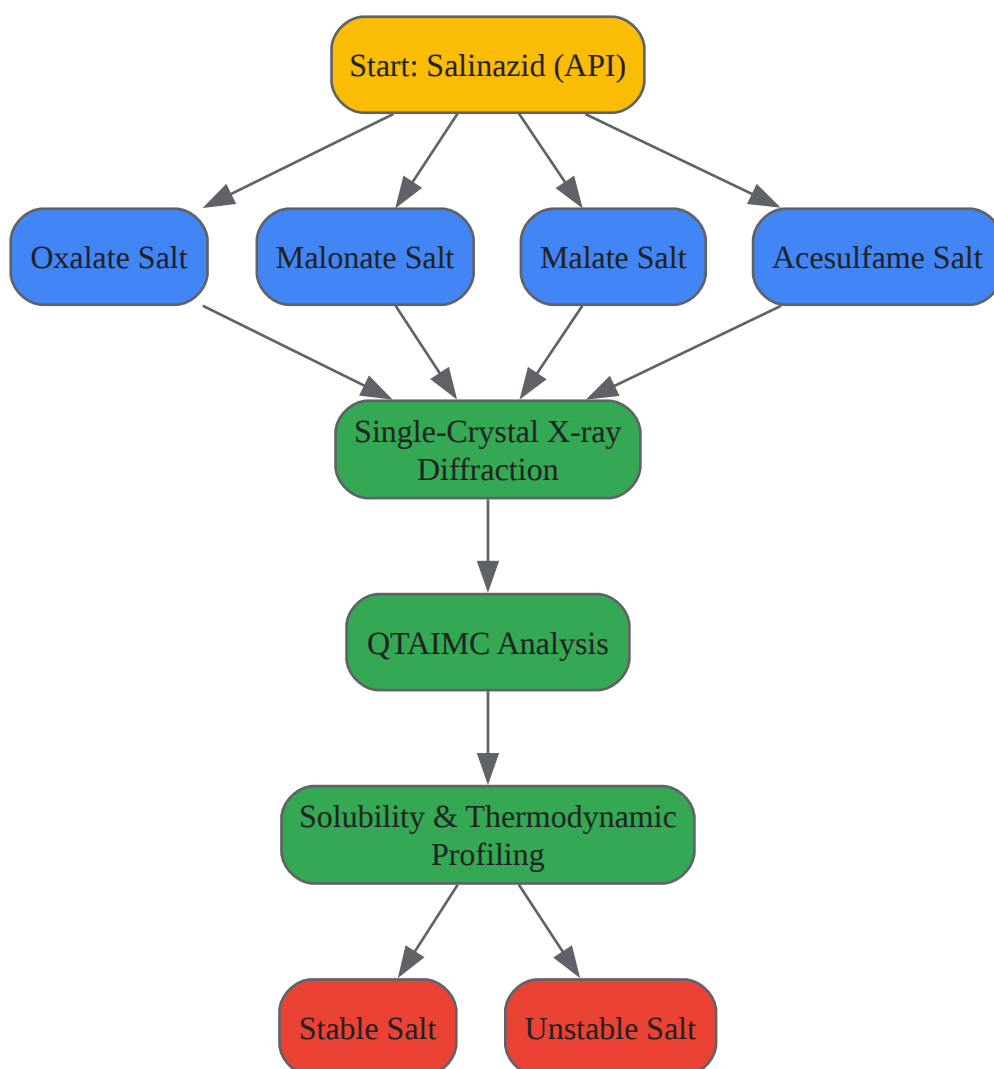 Start: Salinazid (API)
Oxalate Salt
Malonate Salt
Malate Salt
Acesulfame Salt
Single-Crystal X-ray
Diffraction
QTAIMC Analysis
Solubility & Thermodynamic
Profiling
Stable Salt
Unstable Salt